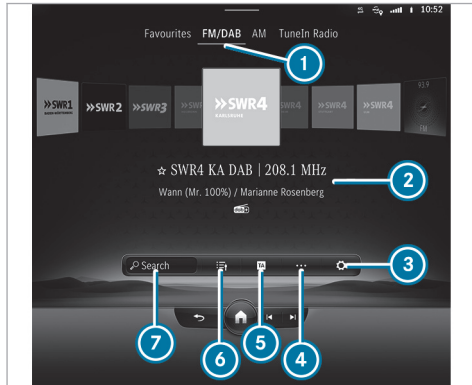 10:52
Favourites FM/DAB AM TuneIn Radio
1
SWR1 SWR2 SWR3 SWR4 SWR4 SWR4 93.9
KARLSRUHE
FM
☆ SWR4 KA DAB | 208.1 MHz
2
Wann (Mr. 100%) / Marianne Rosenberg
Search TA
3
7 6 5 4